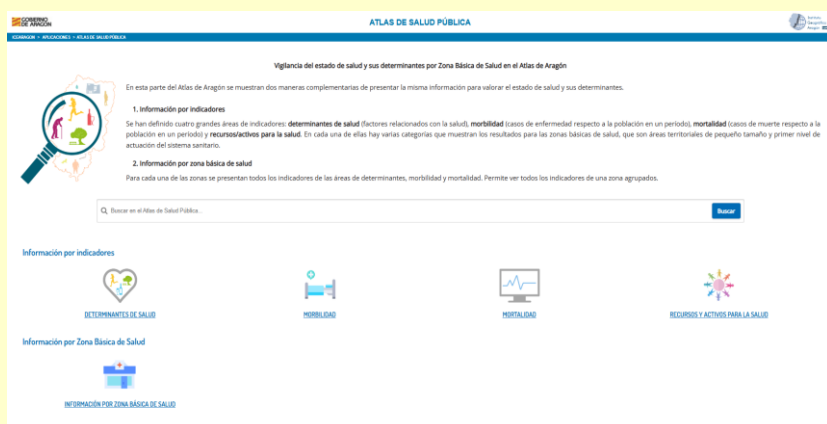 GOBIERNO
DE ARAGON
ATLAS DE SALUD PÚBLICA
Instituto
Geográfico
Aragón
ICEARAGON > APLICACIONES > ATLAS DE SALUD PÚBLICA
Vigilancia del estado de salud y sus determinantes por Zona Básica de Salud en el Atlas de Aragón
En esta parte del Atlas de Aragón se muestran dos maneras complementarias de presentar la misma información para valorar el estado de salud y sus determinantes.
1. Información por indicadores
Se han definido cuatro grandes áreas de indicadores: determinantes de salud (factores relacionados con la salud), morbilidad (casos de enfermedad respecto a la población en un período), mortalidad (casos de muerte respecto a la
población en un periodo) y recursos/activos para la salud. En cada una de ellas hay varias categorías que muestran los resultados para las zonas básicas de salud, que son áreas territoriales de pequeño tamaño y primer nivel de
actuación del sistema sanitario.
2. Información por zona básica de salud
Para cada una de las zonas se presentan todos los indicadores de las áreas de determinantes, morbilidad y mortalidad. Permite ver todos los indicadores de una zona agrupados.
Buscar en el Atlas de Salud Pública...
Buscar
Información por indicadores
DETERMINANTES DE SALUD
MORBILIDAD
MORTALIDAD
RECURSOS Y ACTIVOS PARA LA SALUD
Información por Zona Básica de Salud
INFORMACIÓN POR ZONA BÁSICA DE SALUD